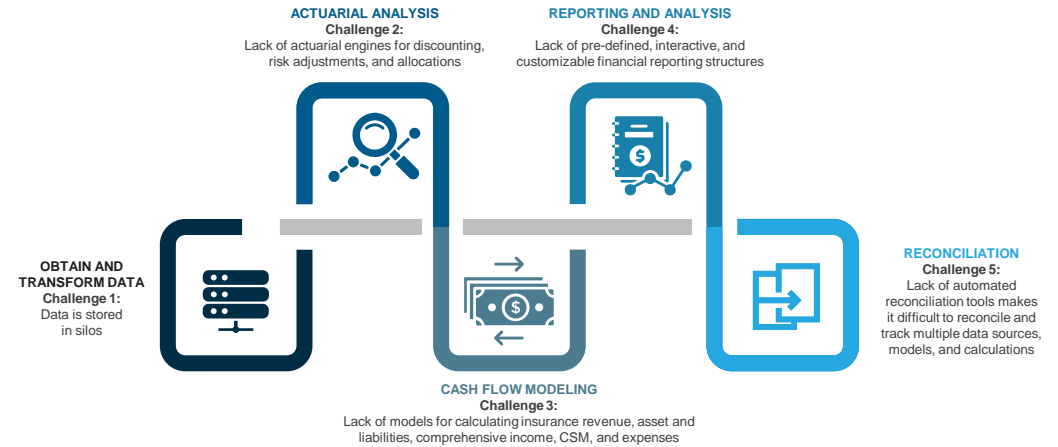 OBTAIN AND
TRANSFORM DATA
Challenge 1:
Data is stored
in silos
ACTUARIAL ANALYSIS
Challenge 2:
Lack of actuarial engines for discounting,
risk adjustments, and allocations
$
CASH FLOW MODELING
Challenge 3:
Lack of models for calculating insurance revenue, asset and
liabilities, comprehensive income, CSM, and expenses
REPORTING AND ANALYSIS
Challenge 4:
Lack of pre-defined, interactive, and
customizable financial reporting structures
$
RECONCILIATION
Challenge 5:
Lack of automated
reconciliation tools makes
it difficult to reconcile and
track multiple data sources,
models, and calculations